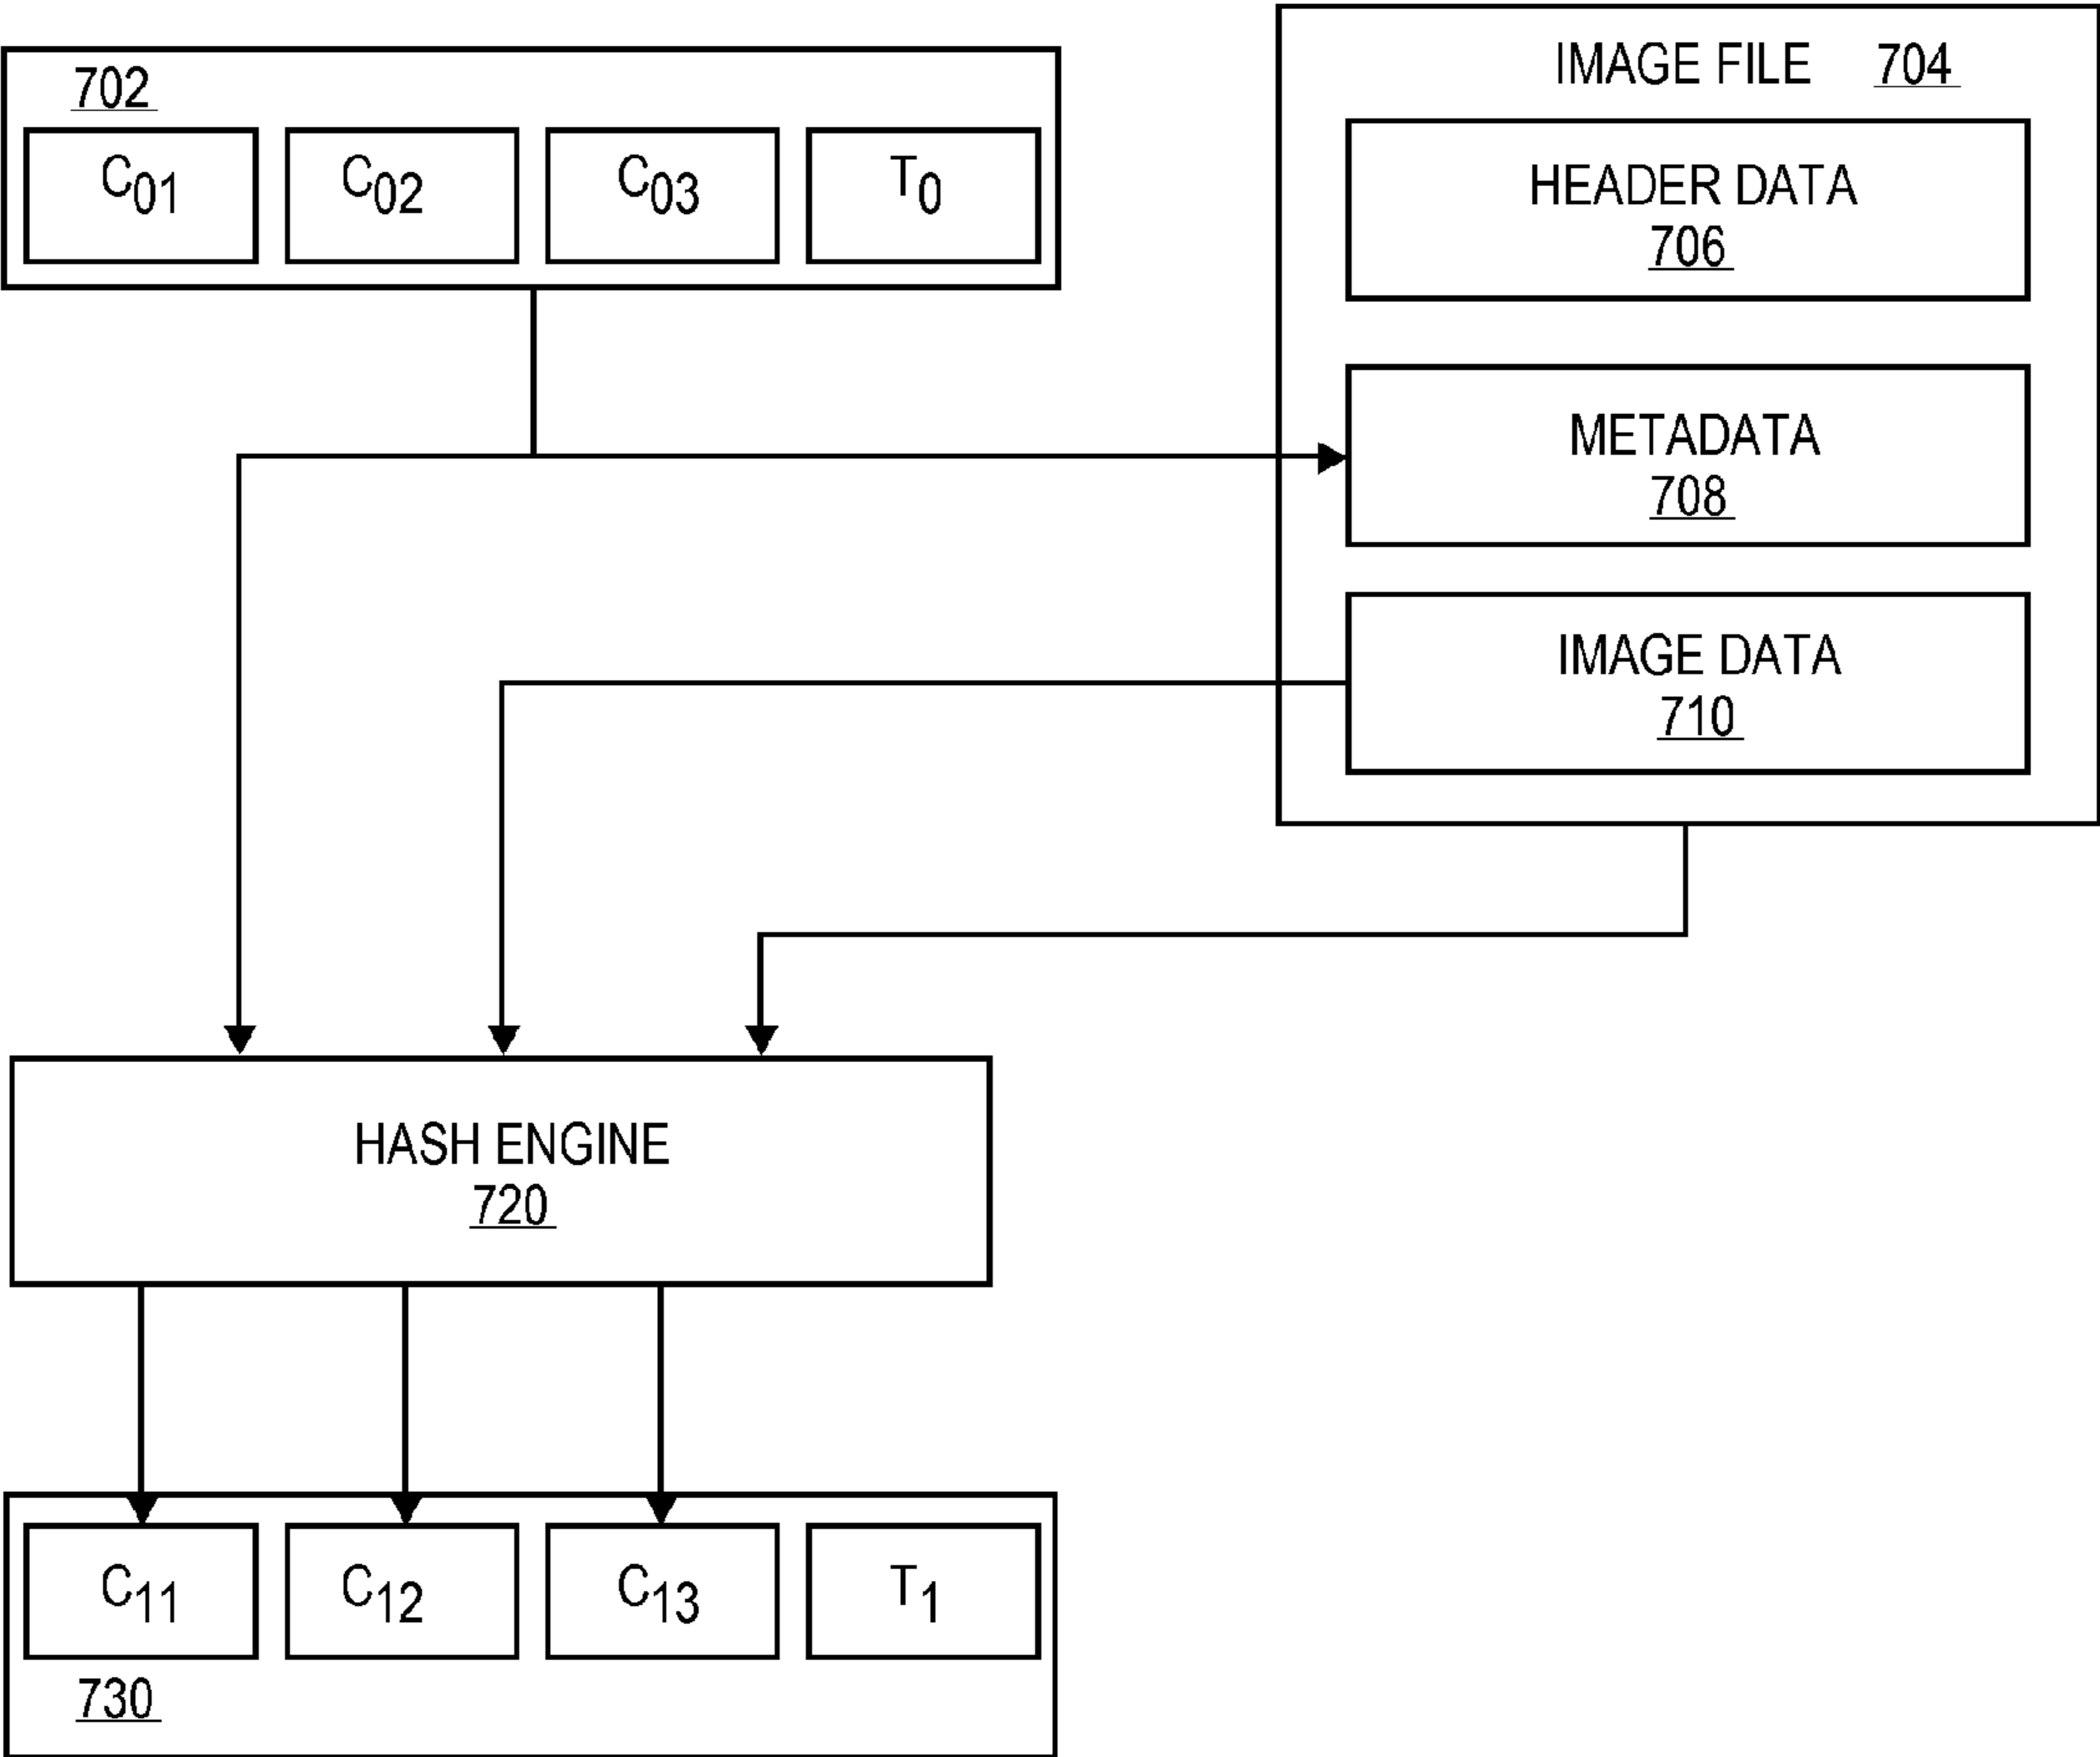 702
C01 C02 C03 T0
IMAGE FILE 704
HEADER DATA
706
METADATA
708
IMAGE DATA
710
HASH ENGINE
720
C11 C12 C13 T1
730